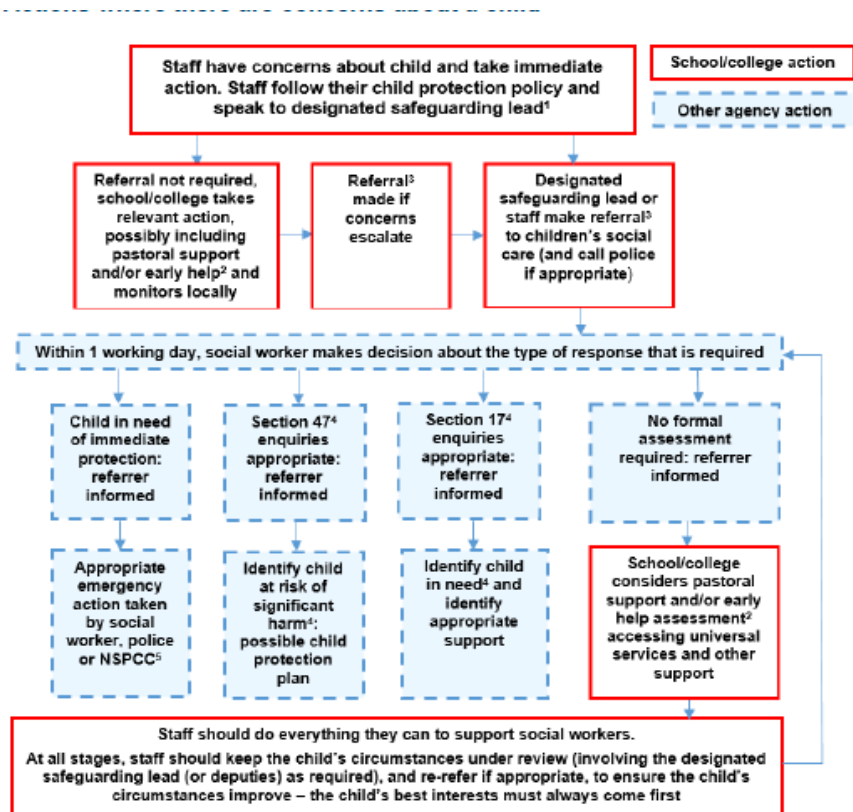 Staff have concerns about child and take immediate
action. Staff follow their child protection policy and
speak to designated safeguarding lead¹
School/college action
Other agency action
Referral not required,
school/college takes
relevant action,
possibly including
pastoral support
and/or early help² and
monitors locally
Referral³
made if
concerns
escalate
Designated
safeguarding lead or
staff make referral³
to children's social
care (and call police
if appropriate)
Within 1 working day, social worker makes decision about the type of response that is required
Child in need
of immediate
protection:
referrer
informed
Section 47⁴
enquiries
appropriate:
referrer
informed
Section 17⁴
enquiries
appropriate:
referrer
informed
No formal
assessment
required: referrer
informed
Appropriate
emergency
action taken
by social
worker, police
or NSPCC⁵
Identify child
at risk of
significant
harm⁴:
possible child
protection
plan
Identify child
in need⁴ and
identify
appropriate
support
School/college
considers pastoral
support and/or early
help assessment²
accessing universal
services and other
support
Staff should do everything they can to support social workers.
At all stages, staff should keep the child's circumstances under review (involving the designated
safeguarding lead (or deputies) as required), and re-refer if appropriate, to ensure the child's
circumstances improve – the child's best interests must always come first